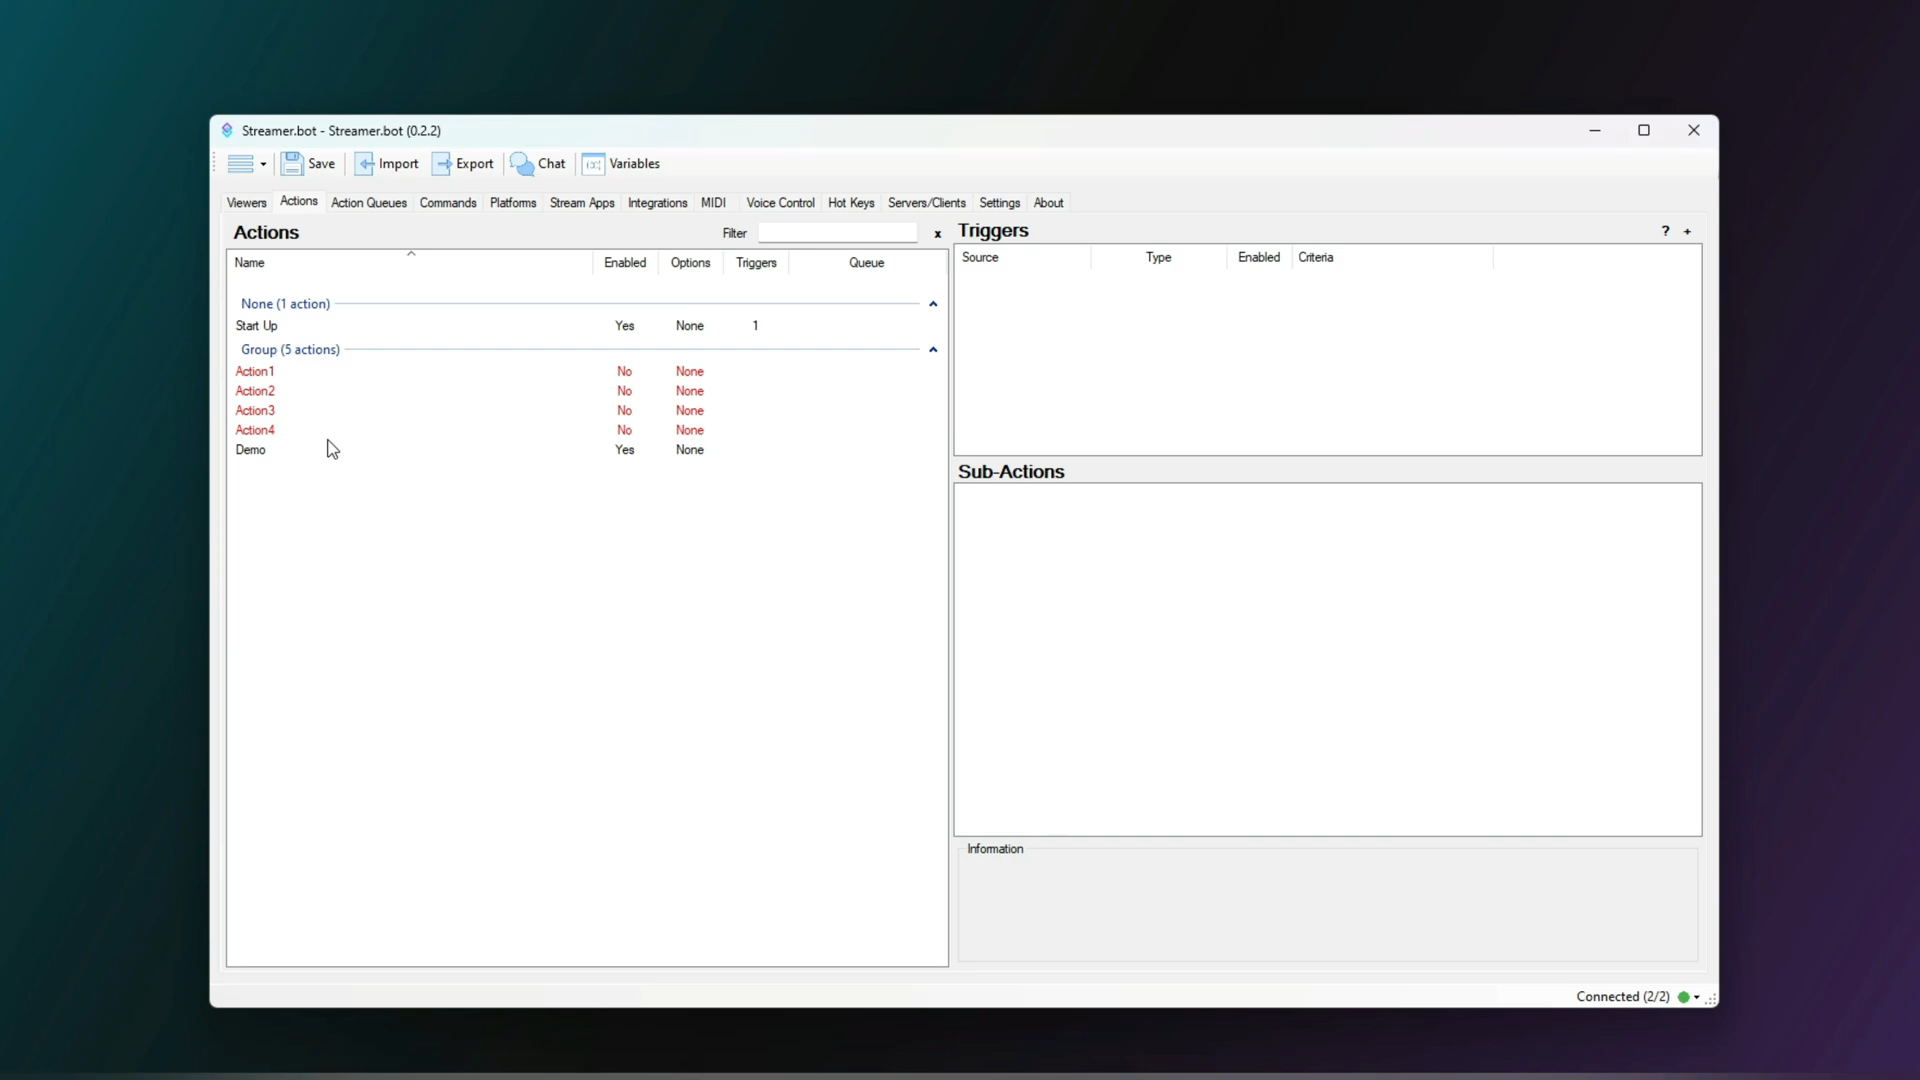 Streamer.bot - Streamer.bot (0.2.2)
Save Import Export Chat Variables
Viewers Actions Action Queues Commands Platforms Stream Apps Integrations MIDI Voice Control Hot Keys Servers/Clients Settings About
Actions Filter x
Name Enabled Options Triggers Queue
None (1 action)
Start Up Yes None 1
Group (5 actions)
Action1 No None
Action2 No None
Action3 No None
Action4 No None
Demo Yes None
Triggers ? +
Source Type Enabled Criteria
Sub-Actions
Information
Connected (2/2)